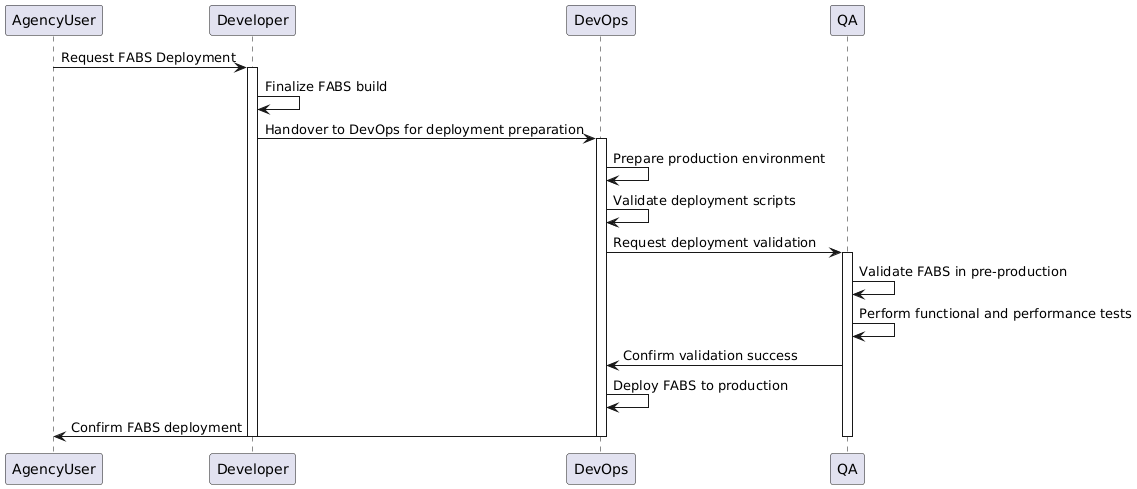 AgencyUser
Developer
DevOps
QA
Request FABS Deployment
Finalize FABS build
Handover to DevOps for deployment preparation
Prepare production environment
Validate deployment scripts
Request deployment validation
Validate FABS in pre-production
Perform functional and performance tests
Confirm validation success
Deploy FABS to production
Confirm FABS deployment
AgencyUser
Developer
DevOps
QA